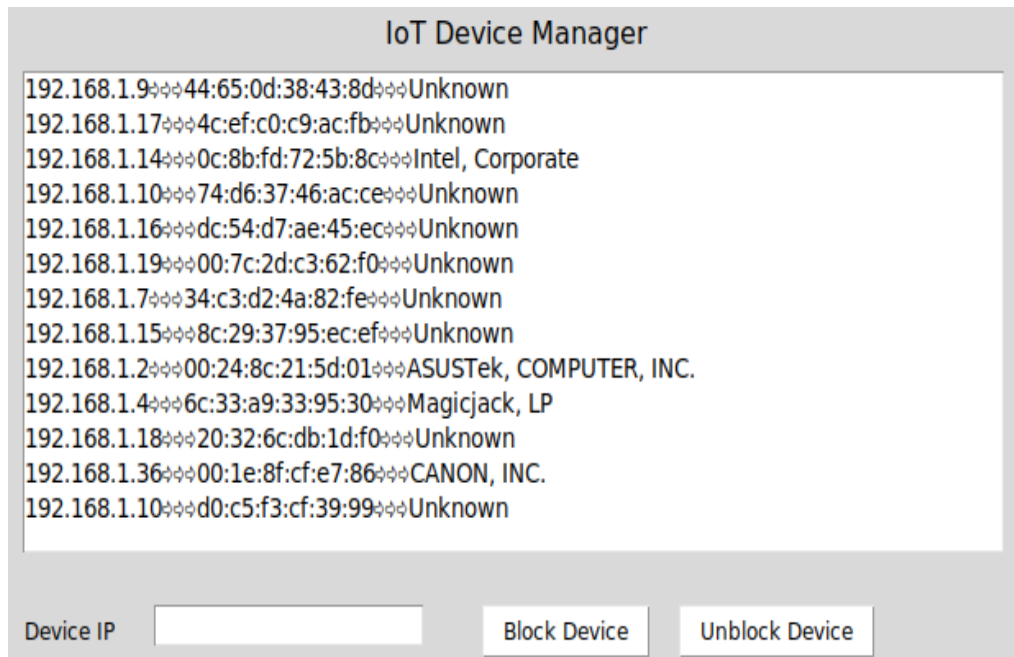 IoT Device Manager
192.168.1.9⇨⇨⇨44:65:0d:38:43:8d⇨⇨⇨Unknown
192.168.1.17⇨⇨⇨4c:ef:c0:c9:ac:fb⇨⇨⇨Unknown
192.168.1.14⇨⇨⇨0c:8b:fd:72:5b:8c⇨⇨⇨Intel, Corporate
192.168.1.10⇨⇨⇨74:d6:37:46:ac:ce⇨⇨⇨Unknown
192.168.1.16⇨⇨⇨dc:54:d7:ae:45:ec⇨⇨⇨Unknown
192.168.1.19⇨⇨⇨00:7c:2d:c3:62:f0⇨⇨⇨Unknown
192.168.1.7⇨⇨⇨34:c3:d2:4a:82:fe⇨⇨⇨Unknown
192.168.1.15⇨⇨⇨8c:29:37:95:ec:ef⇨⇨⇨Unknown
192.168.1.2⇨⇨⇨00:24:8c:21:5d:01⇨⇨⇨ASUSTek, COMPUTER, INC.
192.168.1.4⇨⇨⇨6c:33:a9:33:95:30⇨⇨⇨Magicjack, LP
192.168.1.18⇨⇨⇨20:32:6c:db:1d:f0⇨⇨⇨Unknown
192.168.1.36⇨⇨⇨00:1e:8f:cf:e7:86⇨⇨⇨CANON, INC.
192.168.1.10⇨⇨⇨d0:c5:f3:cf:39:99⇨⇨⇨Unknown
Device IP Block Device Unblock Device